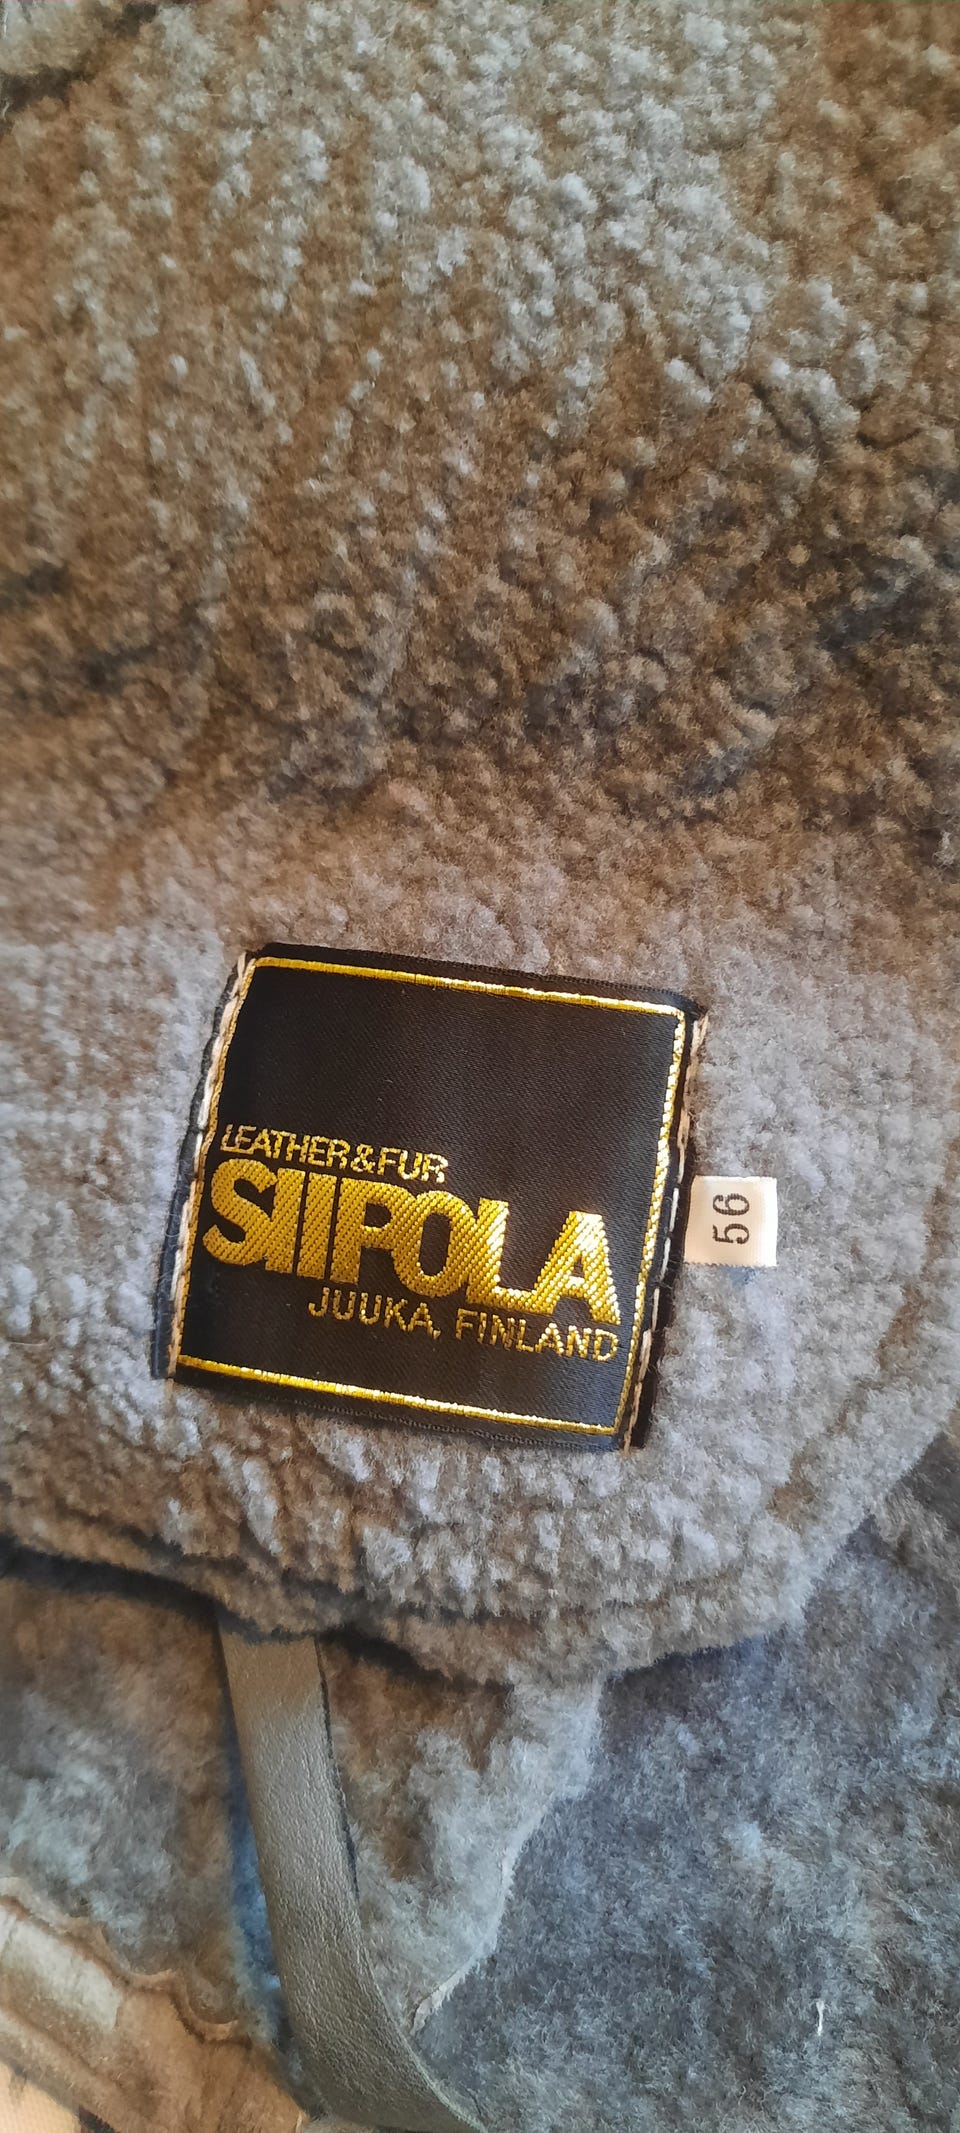 LEATHER & FUR
SIIPOLA
JUUKA, FINLAND
56